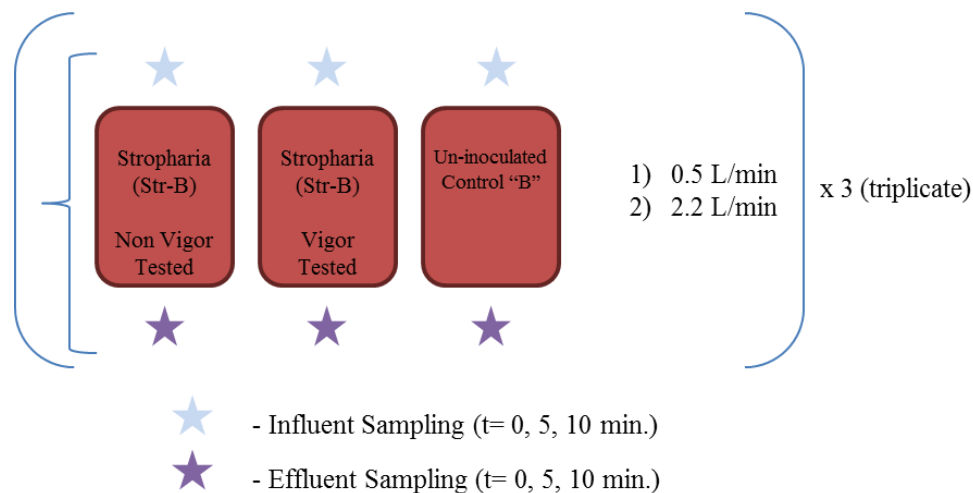 Stropharia
(Str-B)
Non Vigor
Tested
Stropharia
(Str-B)
Vigor
Tested
Un-inoculated
Control “B”
1) 0.5 L/min
2) 2.2 L/min
x 3 (triplicate)
- Influent Sampling (t= 0, 5, 10 min.)
- Effluent Sampling (t= 0, 5, 10 min.)